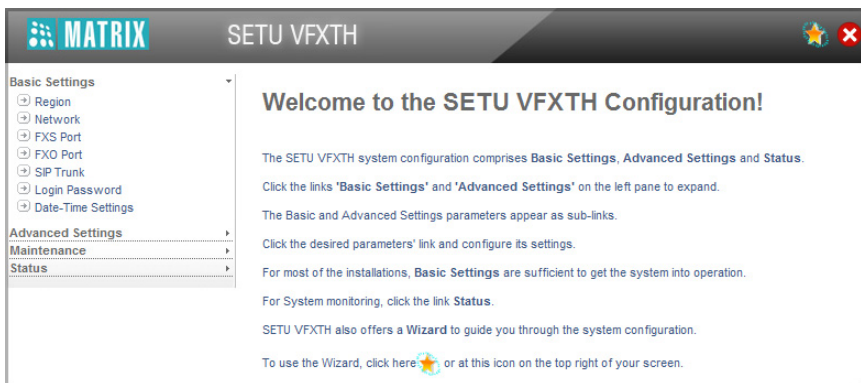 MATRIX SETU VFXTH
Basic Settings
Region
Network
FXS Port
FXO Port
SIP Trunk
Login Password
Date-Time Settings
Advanced Settings
Maintenance
Status
Welcome to the SETU VFXTH Configuration!
The SETU VFXTH system configuration comprises Basic Settings, Advanced Settings and Status.
Click the links 'Basic Settings' and 'Advanced Settings' on the left pane to expand.
The Basic and Advanced Settings parameters appear as sub-links.
Click the desired parameters' link and configure its settings.
For most of the installations, Basic Settings are sufficient to get the system into operation.
For System monitoring, click the link Status.
SETU VFXTH also offers a Wizard to guide you through the system configuration.
To use the Wizard, click here or at this icon on the top right of your screen.